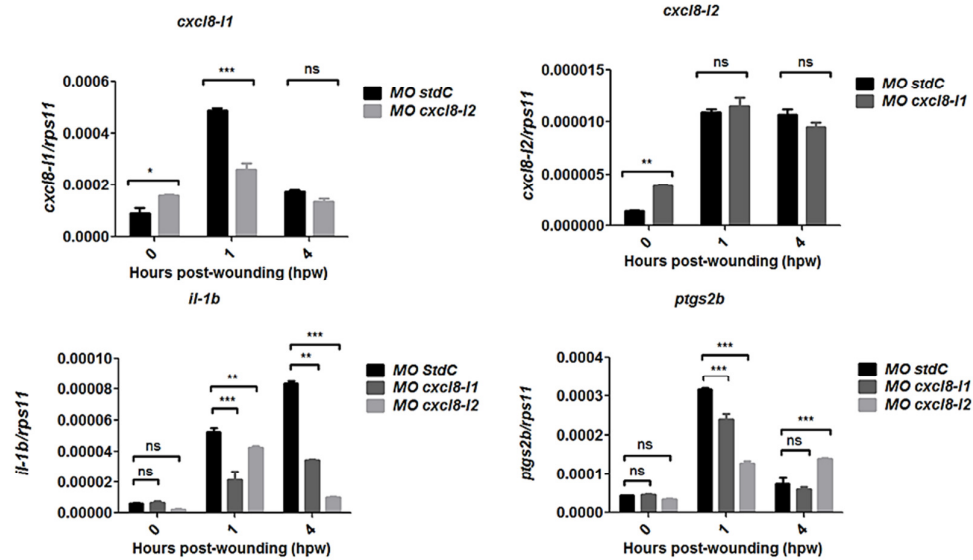 cxcl8-l1
***
ns
*
0.0006
0.0004
0.0002
0.0000
cxcl8-l1/rps11
0
1
4
Hours post-wounding (hpw)
MO stdC
MO cxcl8-l2
cxcl8-l2
ns
ns
**
0.000015
0.000010
0.000005
0.000000
cxcl8-l2/rps11
0
1
4
Hours post-wounding (hpw)
MO stdC
MO cxcl8-l1
il-1b
***
**
**
***
ns
ns
0.00010
0.00008
0.00006
0.00004
0.00002
0.00000
il-1b/rps11
0
1
4
Hours post-wounding (hpw)
MO StdC
MO cxcl8-l1
MO cxcl8-l2
ptgs2b
***
***
***
ns
ns
ns
0.0004
0.0003
0.0002
0.0001
0.0000
ptgs2b/rps11
0
1
4
Hours post-wounding (hpw)
MO stdC
MO cxcl8-l1
MO cxcl8-l2